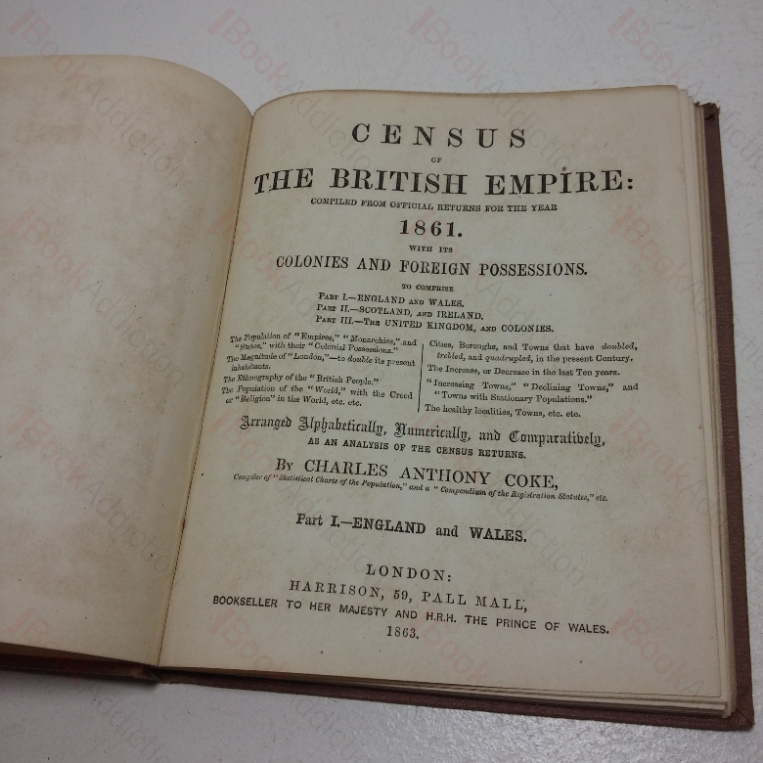 CENSUS
OF
THE BRITISH EMPIRE:
COMPILED FROM OFFICIAL RETURNS FOR THE YEAR
1861.
WITH ITS
COLONIES AND FOREIGN POSSESSIONS.
TO COMPRISE
PART I.—ENGLAND AND WALES.
PART II.—SCOTLAND, AND IRELAND.
PART III.—THE UNITED KINGDOM, AND COLONIES.
The Population of "Empires," "Monarchies," and
"States," with their "Colonial Possessions."
The Magnitude of "London,"—to double its present
inhabitants.
The Ethnography of the "British People."
The Population of the "World," with the Creed
or "Religion" in the World, etc. etc.
Cities, Boroughs, and Towns that have doubled,
trebled, and quadrupled, in the present Century.
The Increase, or Decrease in the last Ten years.
"Increasing Towns," "Declining Towns," and
"Towns with Stationary Populations."
The healthy localities, Towns, etc. etc.
Arranged Alphabetically, Numerically, and Comparatively,
AS AN ANALYSIS OF THE CENSUS RETURNS.
BY CHARLES ANTHONY COKE,
Compiler of "Statistical Charts of the Population," and a "Compendium of the Registration Statutes," etc.
Part I.—ENGLAND and WALES.
LONDON:
HARRISON, 59, PALL MALL,
BOOKSELLER TO HER MAJESTY AND H.R.H. THE PRINCE OF WALES.
1863.
BookAddiction